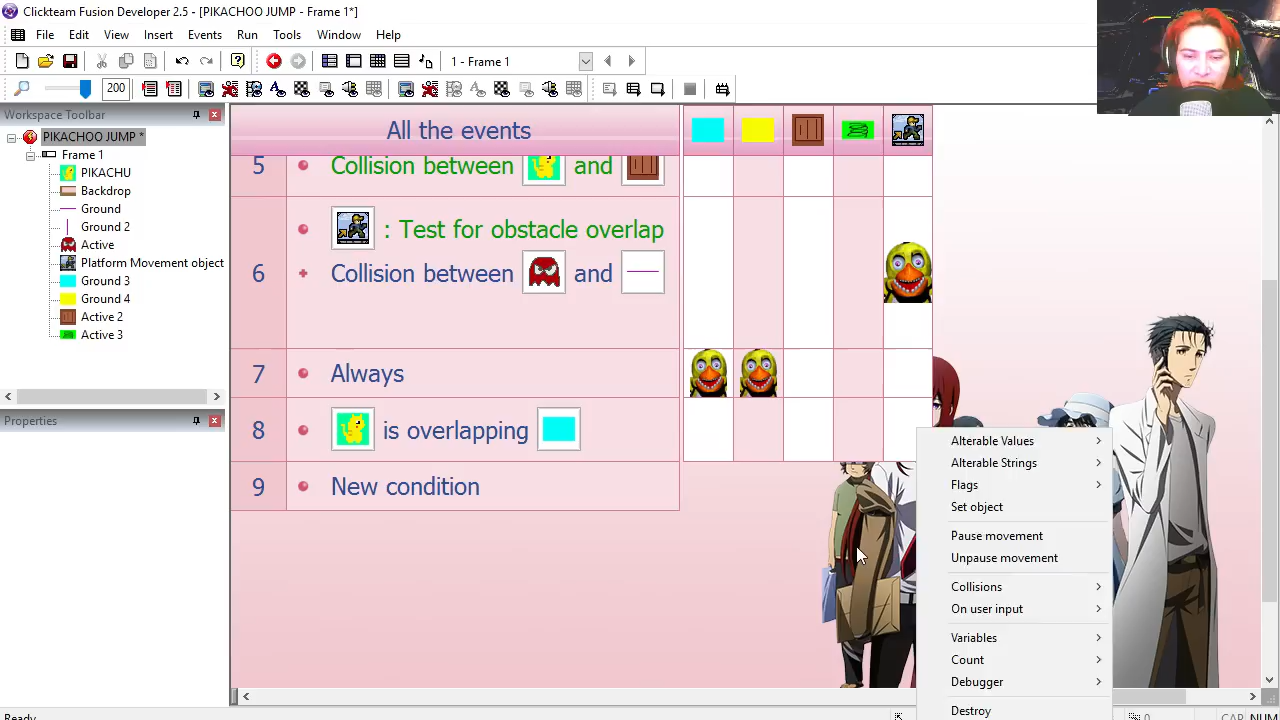 Clickteam Fusion Developer 2.5 - [PIKACHOO JUMP - Frame 1*]
File Edit View Insert Events Run Tools Window Help
1 - Frame 1
200
Workspace Toolbar
PIKACHOO JUMP *
Frame 1
PIKACHU
Backdrop
Ground
Ground 2
Active
Platform Movement object
Ground 3
Ground 4
Active 2
Active 3
Properties
Ready
All the events
5 Collision between and
: Test for obstacle overlap
6 Collision between and
7 Always
8 is overlapping
9 New condition
Alterable Values
Alterable Strings
Flags
Set object
Pause movement
Unpause movement
Collisions
On user input
Variables
Count
Debugger
Destroy
0 CAP NUM